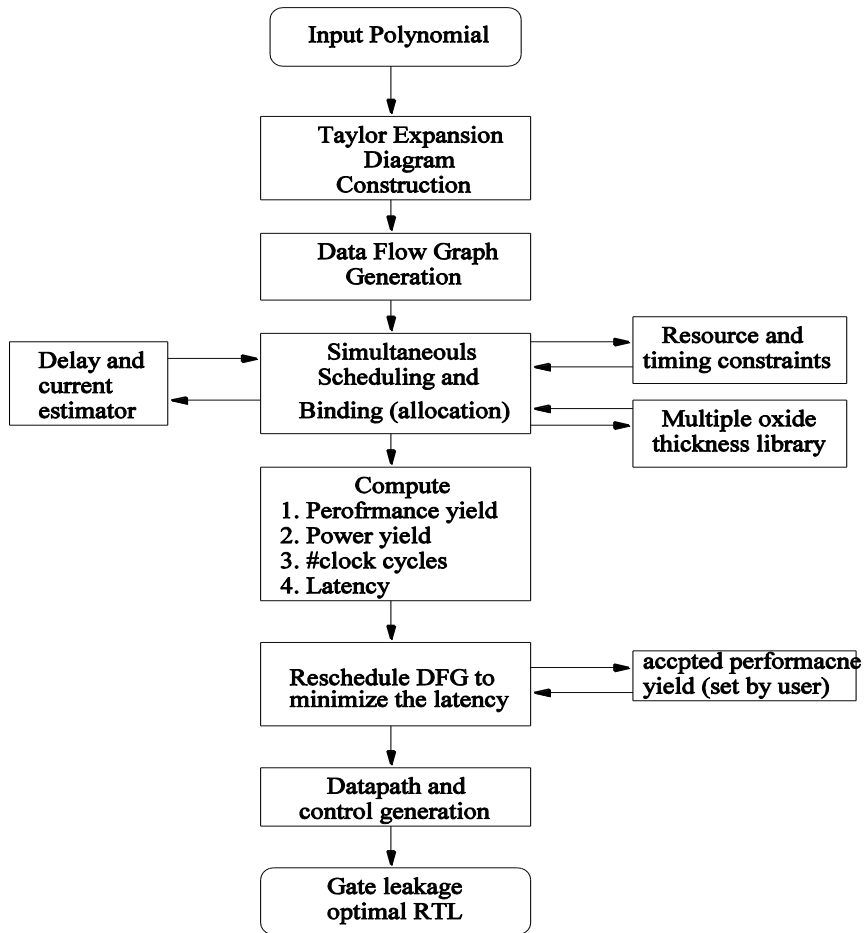 Input Polynomial
Taylor Expansion
Diagram
Construction
Data Flow Graph
Generation
Delay and
current
estimator
Simultaneouls
Scheduling and
Binding (allocation)
Resource and
timing constraints
Multiple oxide
thickness library
Compute
1. Perofrmance yield
2. Power yield
3. #clock cycles
4. Latency
Reschedule DFG to
minimize the latency
accpted performacne
yield (set by user)
Datapath and
control generation
Gate leakage
optimal RTL